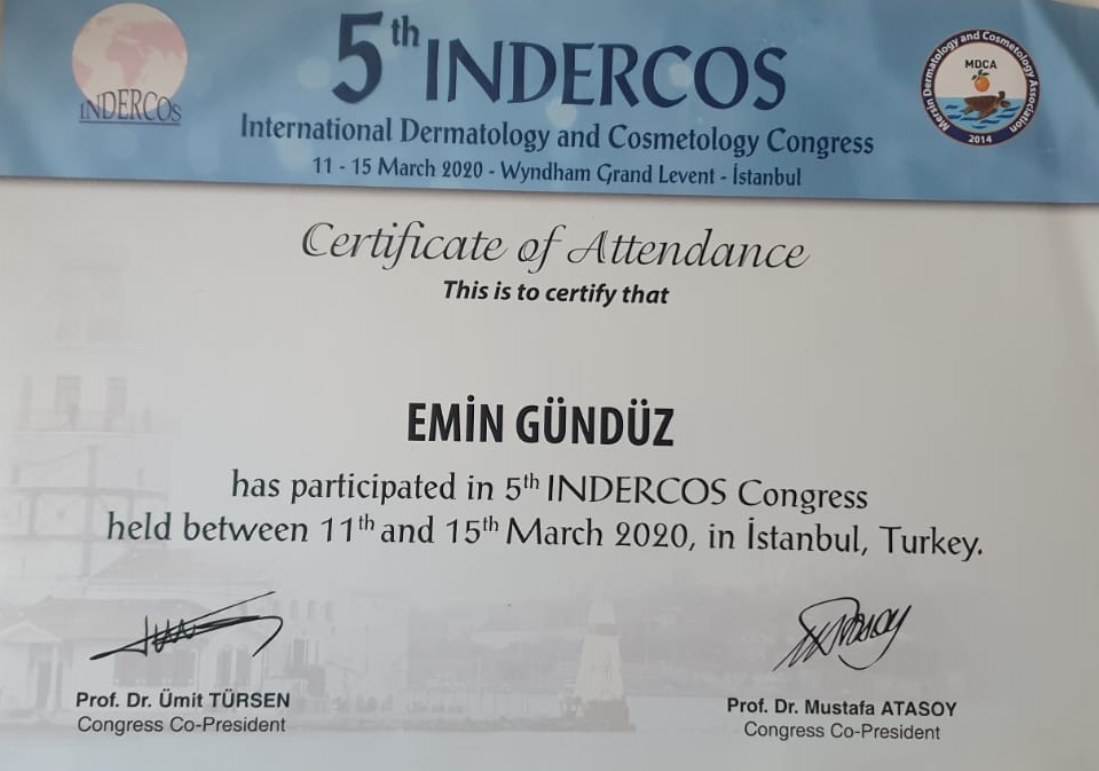 INDERCOS
5th INDERCOS
International Dermatology and Cosmetology Congress
11 - 15 March 2020 - Wyndham Grand Levent - İstanbul
Mersin Dermatology and Cosmetology Association
MDCA
2014
Certificate of Attendance
This is to certify that
EMİN GÜNDÜZ
has participated in 5th INDERCOS Congress
held between 11th and 15th March 2020, in İstanbul, Turkey.
Prof. Dr. Ümit TÜRSEN
Congress Co-President
Prof. Dr. Mustafa ATASOY
Congress Co-President